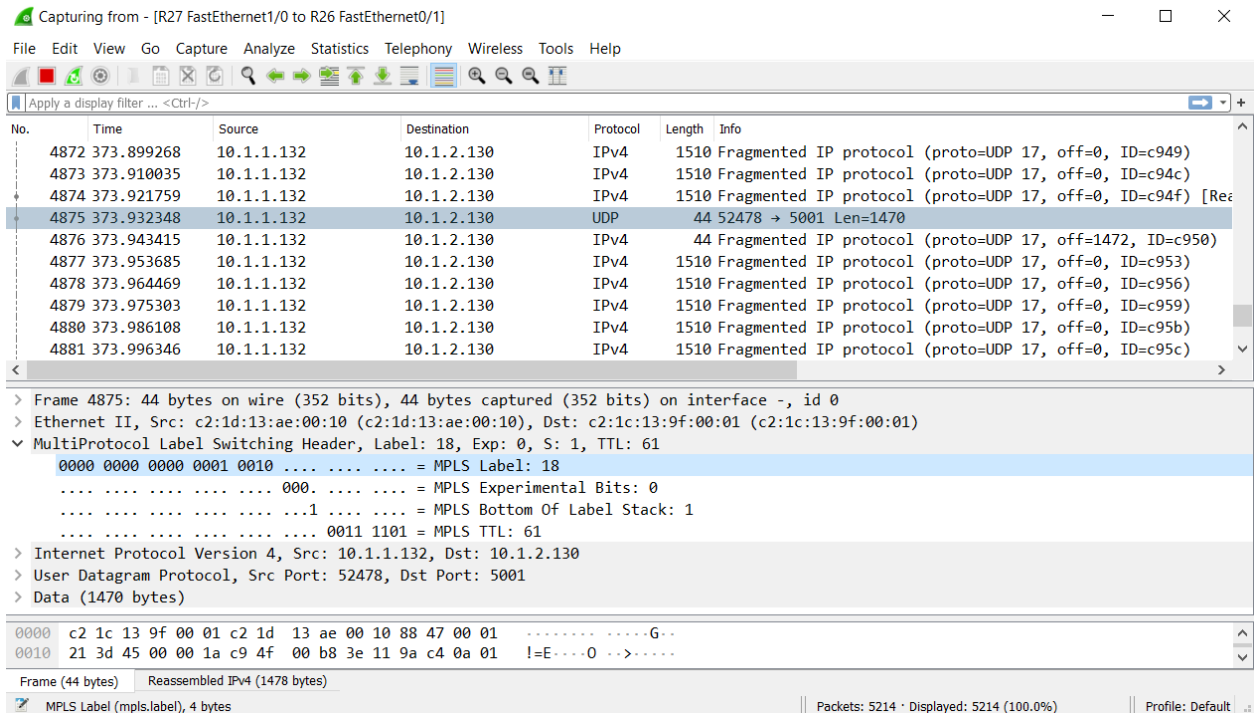 Capturing from - [R27 FastEthernet1/0 to R26 FastEthernet0/1]
File Edit View Go Capture Analyze Statistics Telephony Wireless Tools Help
Apply a display filter ... <Ctrl-/>
No. Time Source Destination Protocol Length Info
4872 373.899268 10.1.1.132 10.1.2.130 IPv4 1510 Fragmented IP protocol (proto=UDP 17, off=0, ID=c949)
4873 373.910035 10.1.1.132 10.1.2.130 IPv4 1510 Fragmented IP protocol (proto=UDP 17, off=0, ID=c94c)
4874 373.921759 10.1.1.132 10.1.2.130 IPv4 1510 Fragmented IP protocol (proto=UDP 17, off=0, ID=c94f) [Rea
4875 373.932348 10.1.1.132 10.1.2.130 UDP 44 52478 → 5001 Len=1470
4876 373.943415 10.1.1.132 10.1.2.130 IPv4 44 Fragmented IP protocol (proto=UDP 17, off=1472, ID=c950)
4877 373.953685 10.1.1.132 10.1.2.130 IPv4 1510 Fragmented IP protocol (proto=UDP 17, off=0, ID=c953)
4878 373.964469 10.1.1.132 10.1.2.130 IPv4 1510 Fragmented IP protocol (proto=UDP 17, off=0, ID=c956)
4879 373.975303 10.1.1.132 10.1.2.130 IPv4 1510 Fragmented IP protocol (proto=UDP 17, off=0, ID=c959)
4880 373.986108 10.1.1.132 10.1.2.130 IPv4 1510 Fragmented IP protocol (proto=UDP 17, off=0, ID=c95b)
4881 373.996346 10.1.1.132 10.1.2.130 IPv4 1510 Fragmented IP protocol (proto=UDP 17, off=0, ID=c95c)
Frame 4875: 44 bytes on wire (352 bits), 44 bytes captured (352 bits) on interface -, id 0
Ethernet II, Src: c2:1d:13:ae:00:10 (c2:1d:13:ae:00:10), Dst: c2:1c:13:9f:00:01 (c2:1c:13:9f:00:01)
MultiProtocol Label Switching Header, Label: 18, Exp: 0, S: 1, TTL: 61
0000 0000 0000 0001 0010 .... .... .... = MPLS Label: 18
.... .... .... .... .... 000. .... .... = MPLS Experimental Bits: 0
.... .... .... .... .... ...1 .... .... = MPLS Bottom Of Label Stack: 1
.... .... .... .... .... .... 0011 1101 = MPLS TTL: 61
Internet Protocol Version 4, Src: 10.1.1.132, Dst: 10.1.2.130
User Datagram Protocol, Src Port: 52478, Dst Port: 5001
Data (1470 bytes)
0000 c2 1c 13 9f 00 01 c2 1d 13 ae 00 10 88 47 00 01 ········ ·····G··
0010 21 3d 45 00 00 1a c9 4f 00 b8 3e 11 9a c4 0a 01 !=E····O ··>·····
Frame (44 bytes) Reassembled IPv4 (1478 bytes)
MPLS Label (mpls.label), 4 bytes Packets: 5214 · Displayed: 5214 (100.0%) Profile: Default